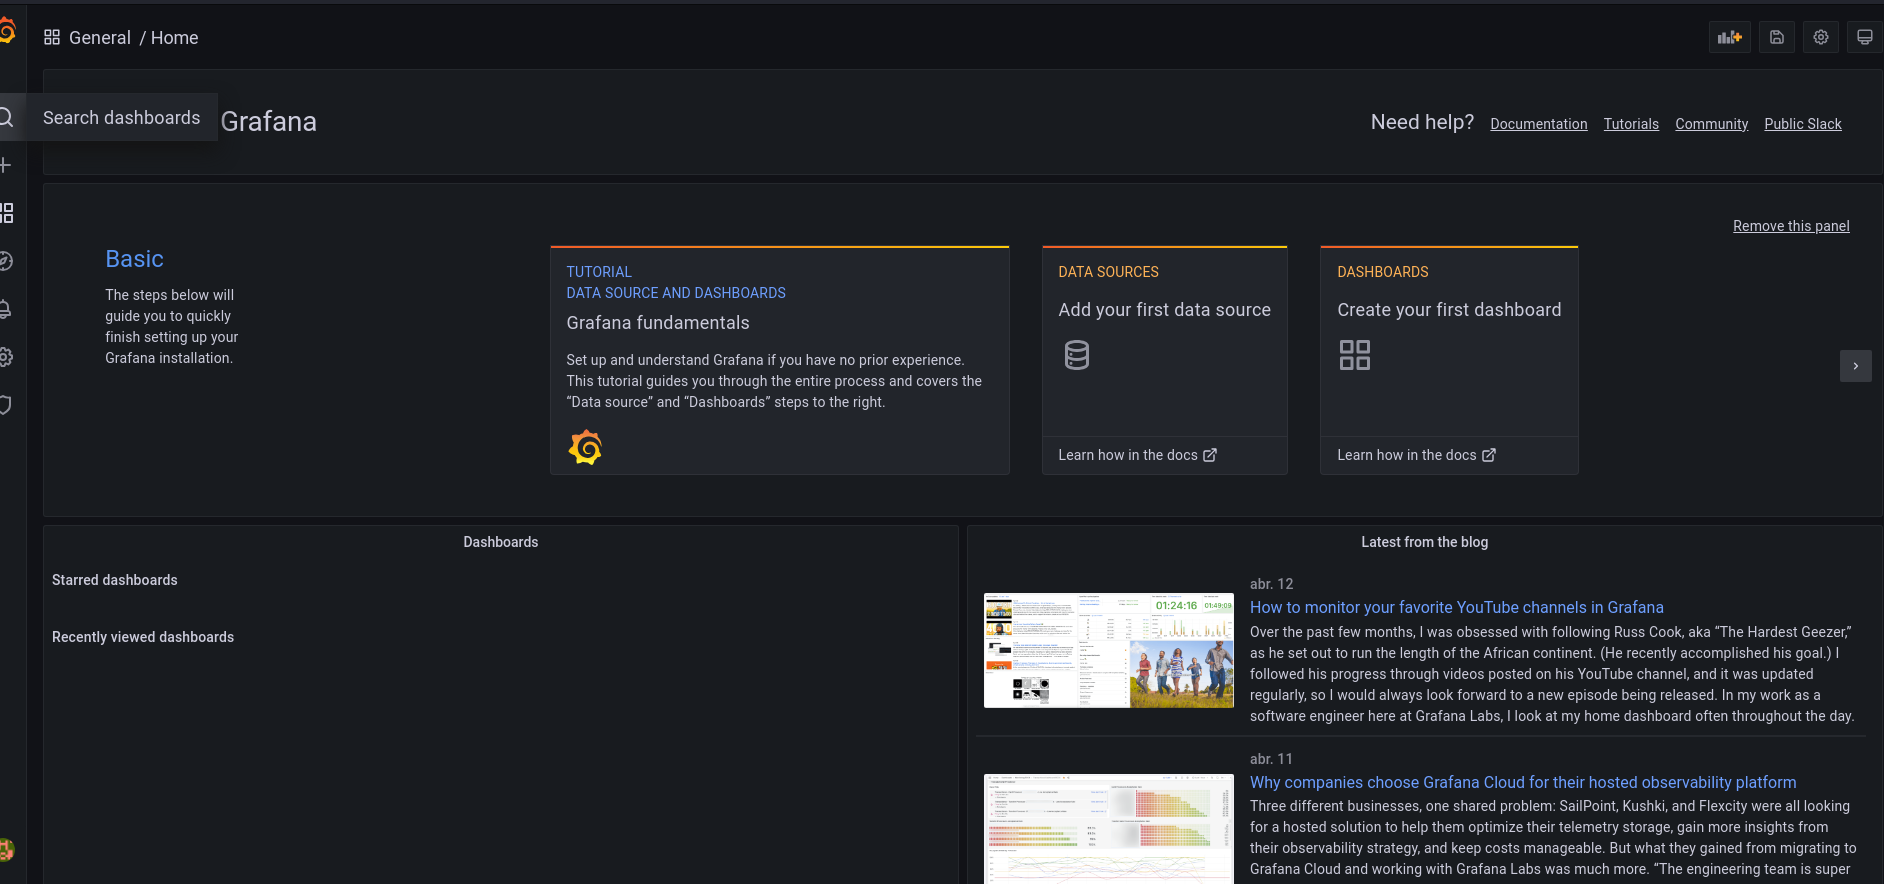 General / Home
Search dashboards
Grafana
Need help? Documentation Tutorials Community Public Slack
Remove this panel
Basic
The steps below will
guide you to quickly
finish setting up your
Grafana installation.
TUTORIAL
DATA SOURCE AND DASHBOARDS
Grafana fundamentals
Set up and understand Grafana if you have no prior experience.
This tutorial guides you through the entire process and covers the
“Data source” and “Dashboards” steps to the right.
DATA SOURCES
Add your first data source
Learn how in the docs
DASHBOARDS
Create your first dashboard
Learn how in the docs
Dashboards
Starred dashboards
Recently viewed dashboards
Latest from the blog
01:24:16
01:49:09
abr. 12
How to monitor your favorite YouTube channels in Grafana
Over the past few months, I was obsessed with following Russ Cook, aka “The Hardest Geezer,”
as he set out to run the length of the African continent. (He recently accomplished his goal.) I
followed his progress through videos posted on his YouTube channel, and it was updated
regularly, so I would always look forward to a new episode being released. In my work as a
software engineer here at Grafana Labs, I look at my home dashboard often throughout the day.
abr. 11
Why companies choose Grafana Cloud for their hosted observability platform
Three different businesses, one shared problem: SailPoint, Kushki, and Flexcity were all looking
for a hosted solution to help them optimize their telemetry storage, gain more insights from
their observability strategy, and keep costs manageable. But what they gained from migrating to
Grafana Cloud and working with Grafana Labs was much more. “The engineering team is super